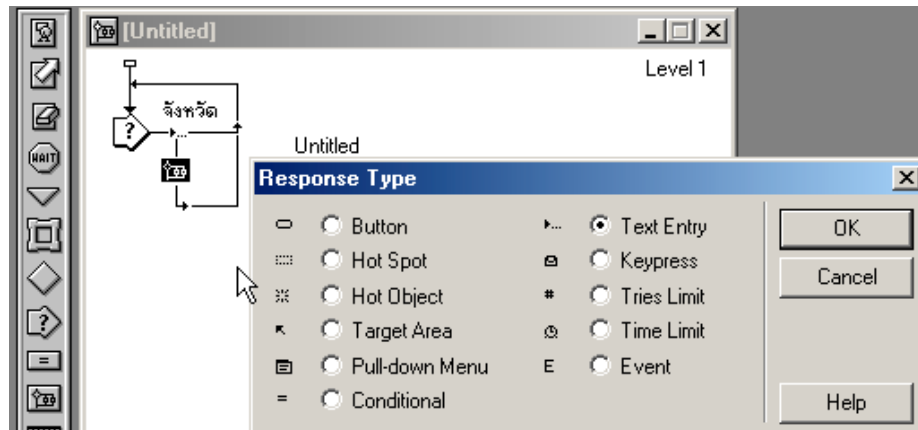 [Untitled]
Level 1
จังหวัด
?
Untitled
WAIT
Response Type
Button
Text Entry
OK
Hot Spot
Keypress
Cancel
Hot Object
# Tries Limit
?
Target Area
Time Limit
=
Pull-down Menu
E Event
= Conditional
Help